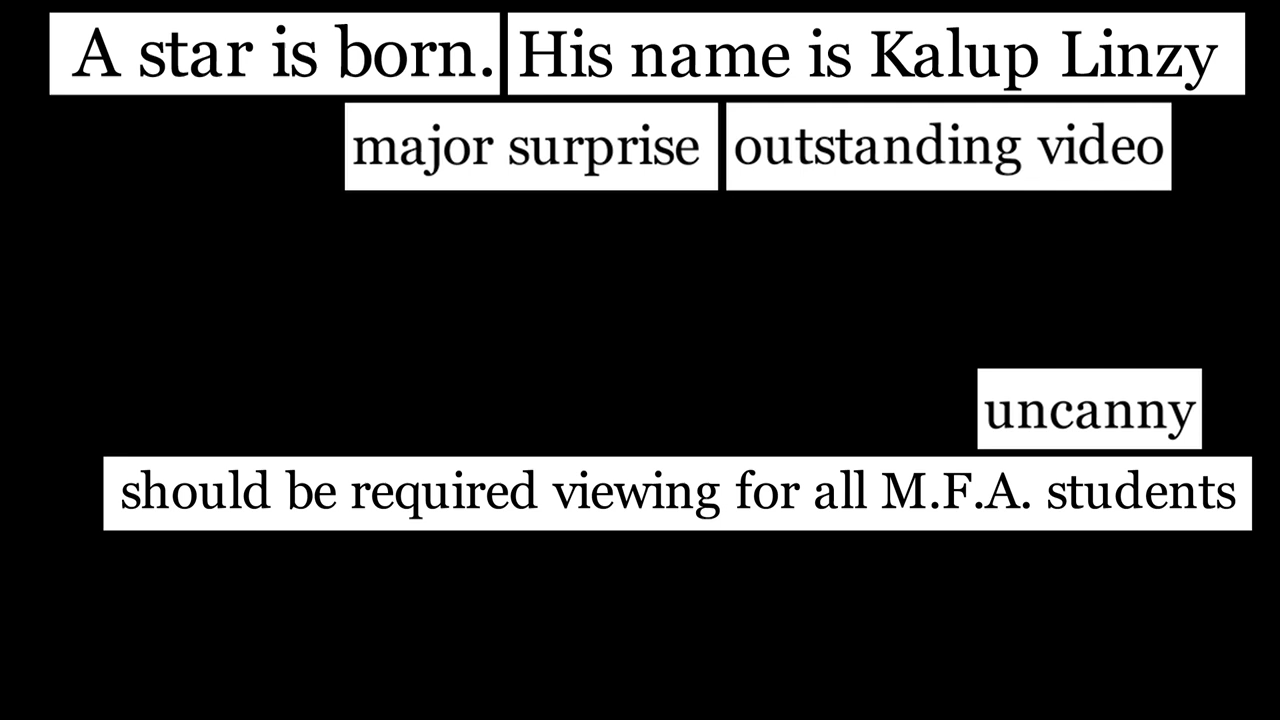 A star is born. His name is Kalup Linzy
major surprise outstanding video
uncanny
should be required viewing for all M.F.A. students